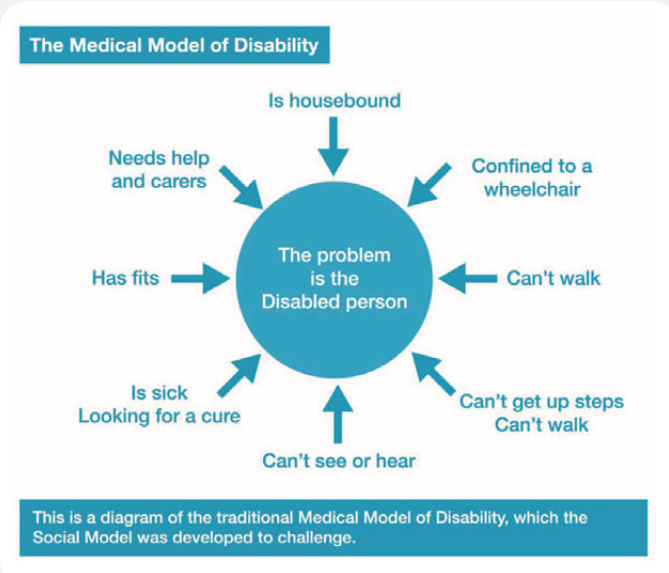 The Medical Model of Disability
Is housebound
Needs help
and carers
Confined to a
wheelchair
The problem
is the
Disabled person
Has fits
Can't walk
Is sick
Looking for a cure
Can't get up steps
Can't walk
Can't see or hear
This is a diagram of the traditional Medical Model of Disability, which the
Social Model was developed to challenge.